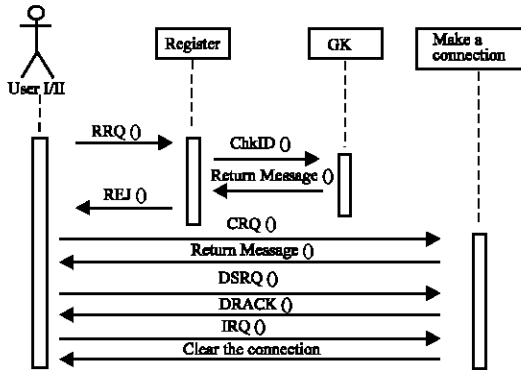 Register
GK
Make a
connection
User I/II
RRQ ()
ChkID ()
Return Message ()
REJ ()
CRQ ()
Return Message ()
DSRQ ()
DRACK ()
IRQ ()
Clear the connection